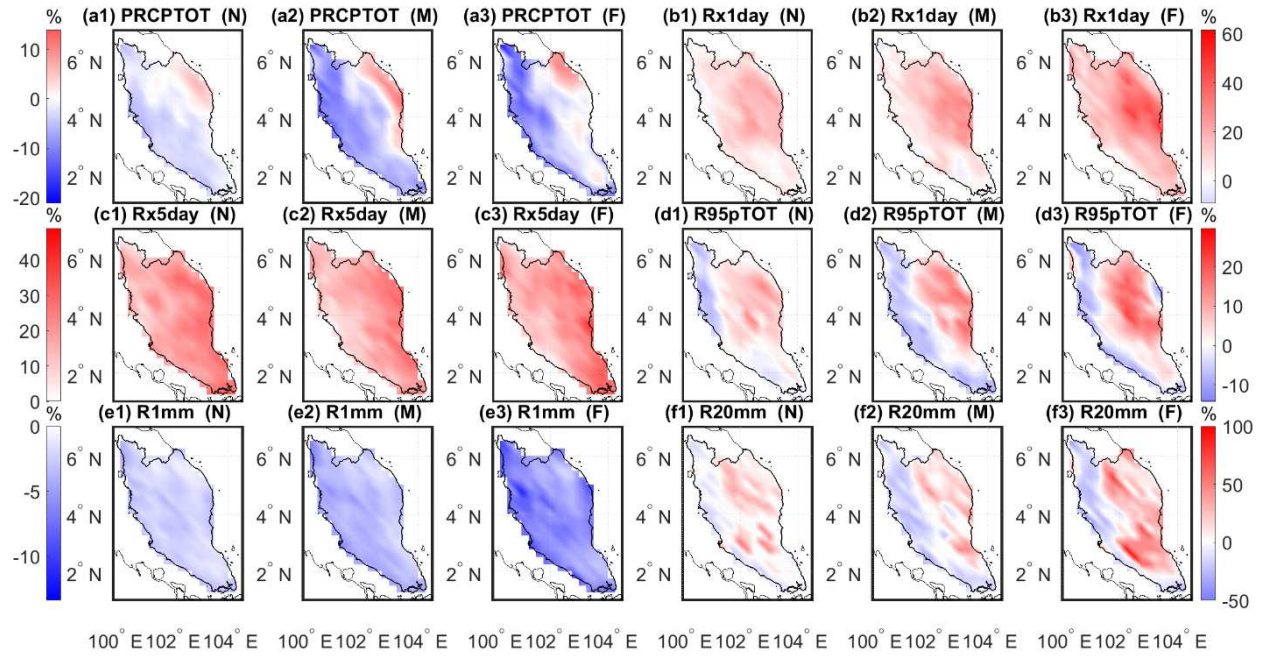 % (a1) PRCPTOT (N) (a2) PRCPTOT (M) (a3) PRCPTOT (F) (b1) Rx1day (N) (b2) Rx1day (M) (b3) Rx1day (F) %
10
0
-10
-20
6° N
4° N
2° N
6° N
4° N
2° N
6° N
4° N
2° N
6° N
4° N
2° N
6° N
4° N
2° N
6° N
4° N
2° N
60
40
20
0
% (c1) Rx5day (N) (c2) Rx5day (M) (c3) Rx5day (F) (d1) R95pTOT (N) (d2) R95pTOT (M) (d3) R95pTOT (F) %
40
30
20
10
0
6° N
4° N
2° N
6° N
4° N
2° N
6° N
4° N
2° N
6° N
4° N
2° N
6° N
4° N
2° N
6° N
4° N
2° N
20
10
0
-10
% (e1) R1mm (N) (e2) R1mm (M) (e3) R1mm (F) (f1) R20mm (N) (f2) R20mm (M) (f3) R20mm (F) %
0
-5
-10
6° N
4° N
2° N
6° N
4° N
2° N
6° N
4° N
2° N
6° N
4° N
2° N
6° N
4° N
2° N
6° N
4° N
2° N
100
50
0
-50
100° E 102° E 104° E 100° E 102° E 104° E 100° E 102° E 104° E 100° E 102° E 104° E 100° E 102° E 104° E 100° E 102° E 104° E